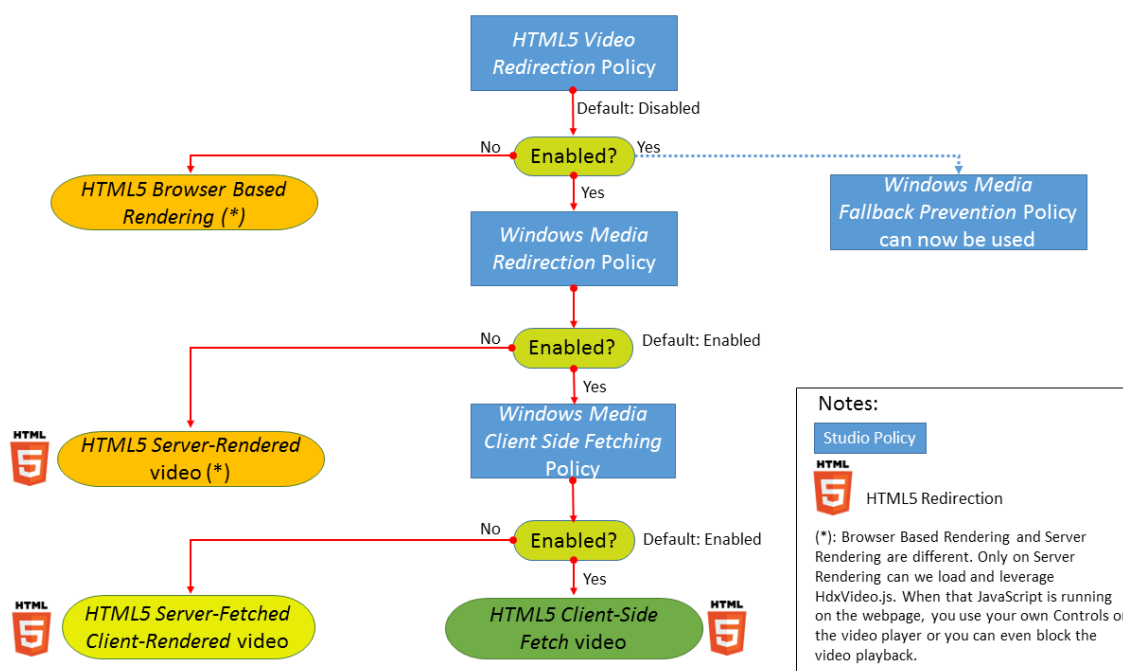 HTML5 Video
Redirection Policy
Default: Disabled
No
Enabled?
Yes
HTML5 Browser Based
Rendering (*)
Yes
Windows Media
Fallback Prevention Policy
can now be used
Windows Media
Redirection Policy
No
Enabled?
Default: Enabled
Yes
HTML
5
HTML5 Server-Rendered
video (*)
Windows Media
Client Side Fetching
Policy
No
Enabled?
Default: Enabled
Yes
HTML
5
HTML5 Server-Fetched
Client-Rendered video
HTML5 Client-Side
Fetch video
HTML
5
Notes:
Studio Policy
HTML
5
HTML5 Redirection
(*): Browser Based Rendering and Server
Rendering are different. Only on Server
Rendering can we load and leverage
HdxVideo.js. When that JavaScript is running
on the webpage, you use your own Controls o
the video player or you can even block the
video playback.